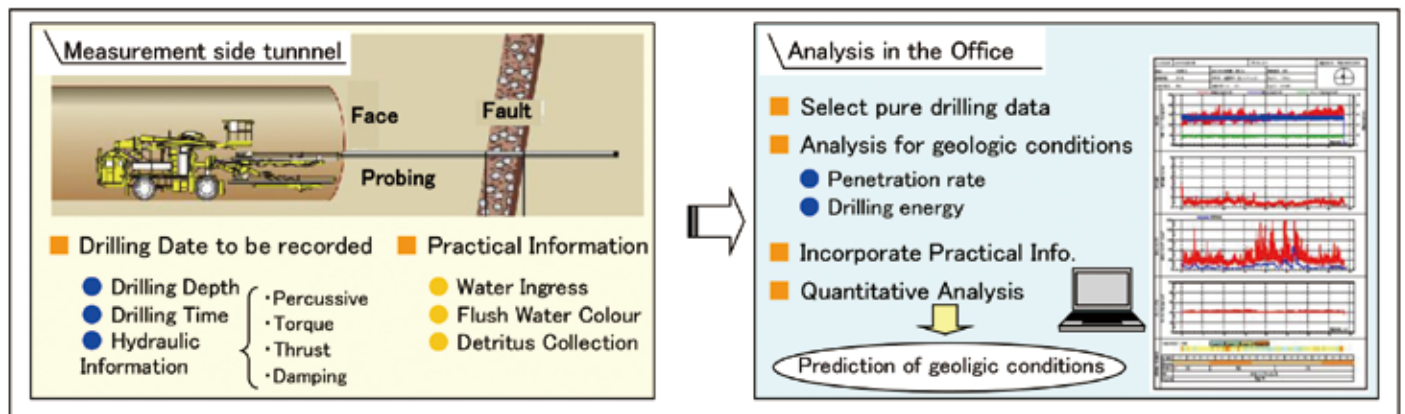 Measurement side tunnnel
Face
Fault
Probing
■ Drilling Date to be recorded
● Drilling Depth
● Drilling Time
● Hydraulic
Information
・Percussive
・Torque
・Thrust
・Damping
■ Practical Information
● Water Ingress
● Flush Water Colour
● Detritus Collection
Analysis in the Office
■ Select pure drilling data
■ Analysis for geologic conditions
● Penetration rate
● Drilling energy
■ Incorporate Practical Info.
■ Quantitative Analysis
Prediction of geoligic conditions